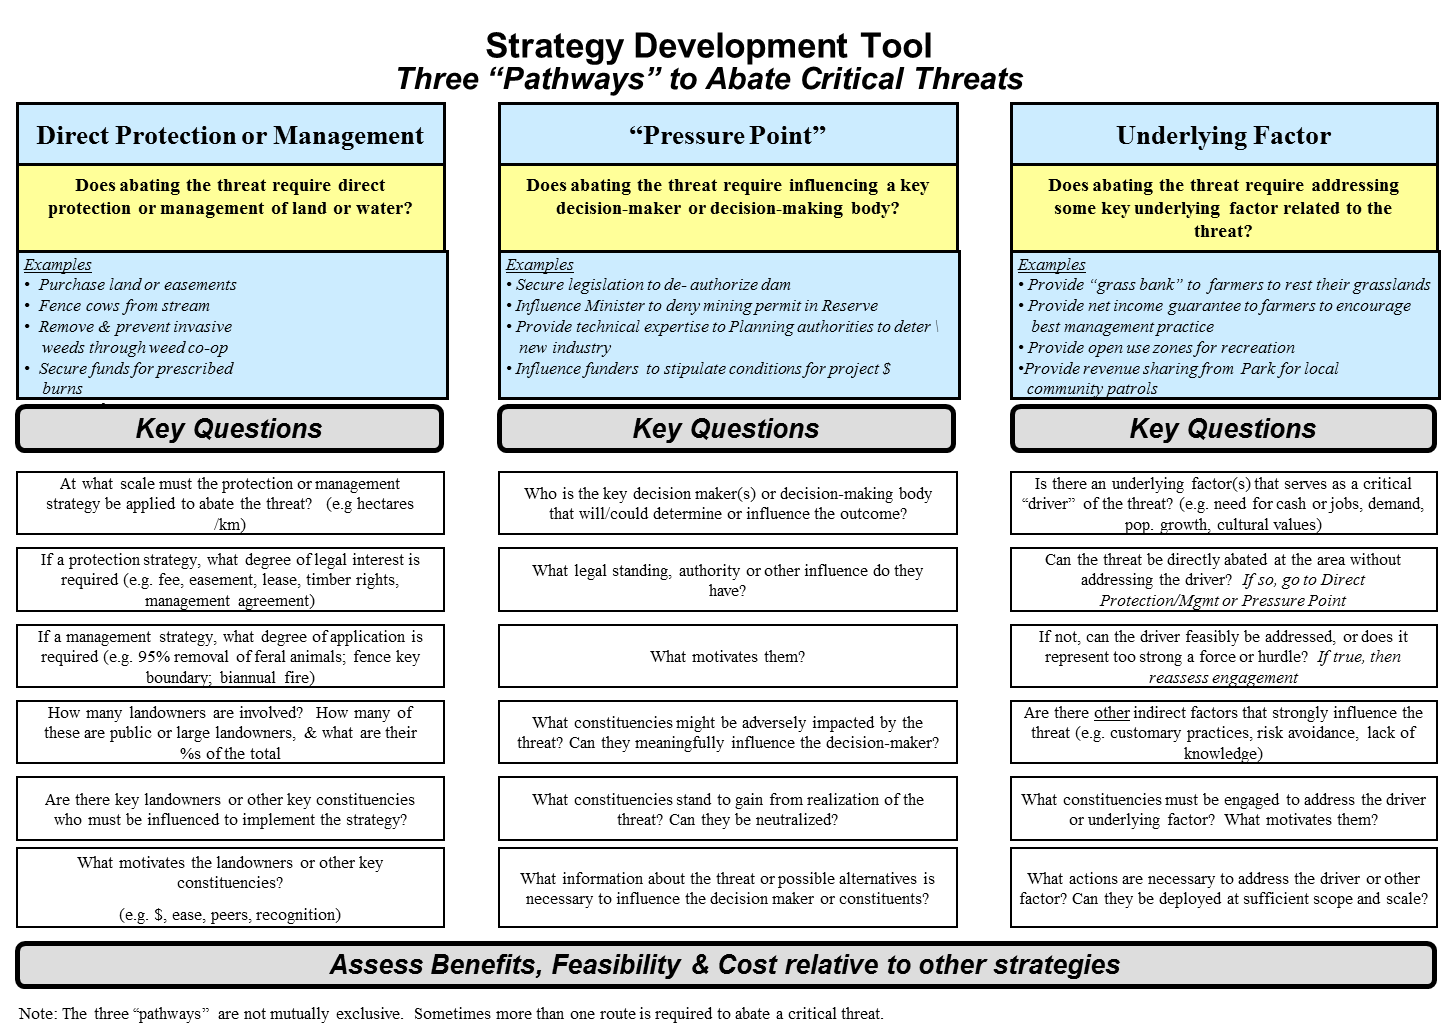 Strategy Development Tool
Three “Pathways” to Abate Critical Threats
Direct Protection or Management
Does abating the threat require direct
protection or management of land or water?
Examples
• Purchase land or easements
• Fence cows from stream
• Remove & prevent invasive
weeds through weed co-op
• Secure funds for prescribed
burns
Key Questions
At what scale must the protection or management
strategy be applied to abate the threat? (e.g hectares
/km)
If a protection strategy, what degree of legal interest is
required (e.g. fee, easement, lease, timber rights,
management agreement)
If a management strategy, what degree of application is
required (e.g. 95% removal of feral animals; fence key
boundary; biannual fire)
How many landowners are involved? How many of
these are public or large landowners, & what are their
%s of the total
Are there key landowners or other key constituencies
who must be influenced to implement the strategy?
What motivates the landowners or other key
constituencies?
(e.g. $, ease, peers, recognition)
“Pressure Point”
Does abating the threat require influencing a key
decision-maker or decision-making body?
Examples
• Secure legislation to de- authorize dam
• Influence Minister to deny mining permit in Reserve
• Provide technical expertise to Planning authorities to deter \
new industry
• Influence funders to stipulate conditions for project $
Key Questions
Who is the key decision maker(s) or decision-making body
that will/could determine or influence the outcome?
What legal standing, authority or other influence do they
have?
What motivates them?
What constituencies might be adversely impacted by the
threat? Can they meaningfully influence the decision-maker?
What constituencies stand to gain from realization of the
threat? Can they be neutralized?
What information about the threat or possible alternatives is
necessary to influence the decision maker or constituents?
Underlying Factor
Does abating the threat require addressing
some key underlying factor related to the
threat?
Examples
• Provide “grass bank” to farmers to rest their grasslands
• Provide net income guarantee to farmers to encourage
best management practice
• Provide open use zones for recreation
•Provide revenue sharing from Park for local
community patrols
Key Questions
Is there an underlying factor(s) that serves as a critical
“driver” of the threat? (e.g. need for cash or jobs, demand,
pop. growth, cultural values)
Can the threat be directly abated at the area without
addressing the driver? If so, go to Direct
Protection/Mgmt or Pressure Point
If not, can the driver feasibly be addressed, or does it
represent too strong a force or hurdle? If true, then
reassess engagement
Are there other indirect factors that strongly influence the
threat (e.g. customary practices, risk avoidance, lack of
knowledge)
What constituencies must be engaged to address the driver
or underlying factor? What motivates them?
What actions are necessary to address the driver or other
factor? Can they be deployed at sufficient scope and scale?
Assess Benefits, Feasibility & Cost relative to other strategies
Note: The three “pathways” are not mutually exclusive. Sometimes more than one route is required to abate a critical threat.